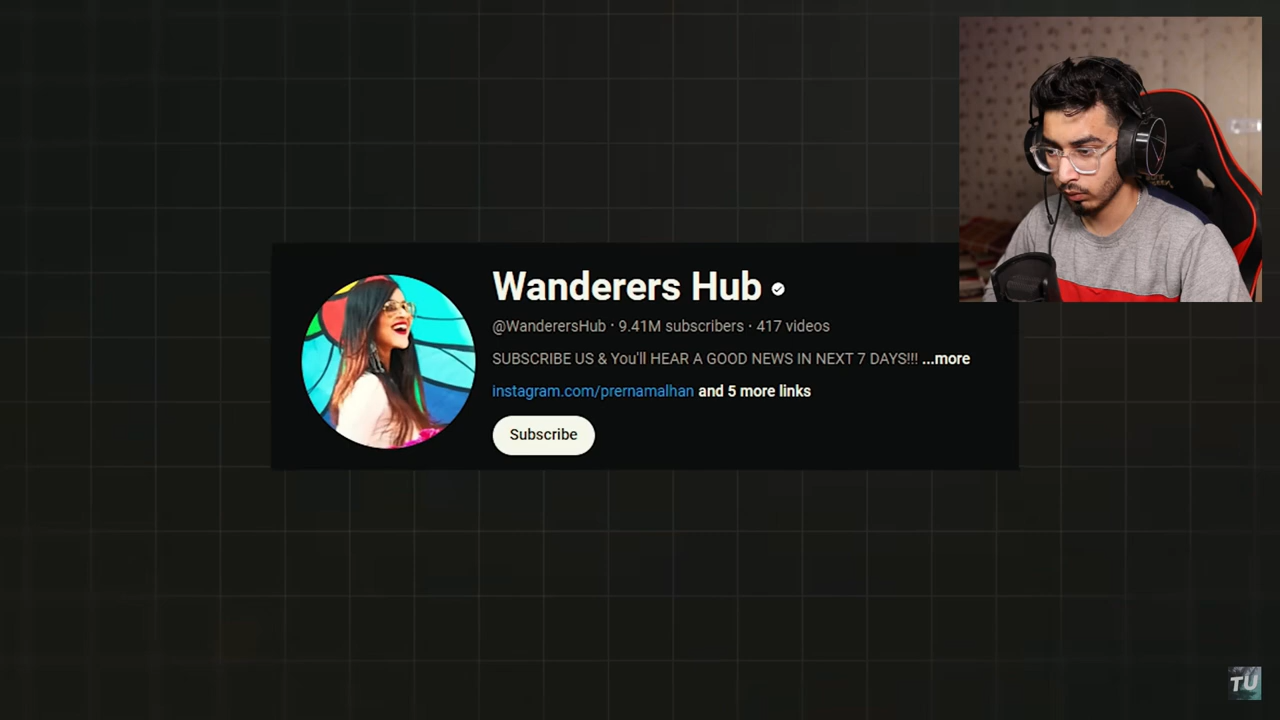 Wanderers Hub
@WanderersHub · 9.41M subscribers · 417 videos
SUBSCRIBE US & You'll HEAR A GOOD NEWS IN NEXT 7 DAYS!!! ...more
instagram.com/prernamalhan and 5 more links
Subscribe
TU